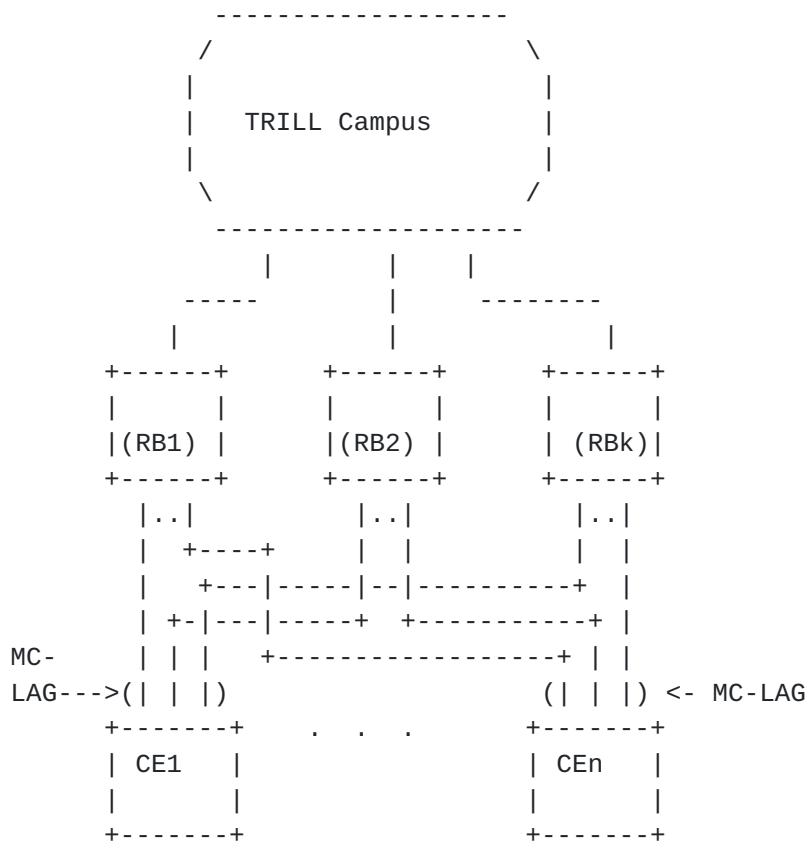 TRILL Campus
(RB1) (RB2) (RBk)
MC-
LAG--->(| | |) (| | |) <- MC-LAG
. . .
CE1 CEn